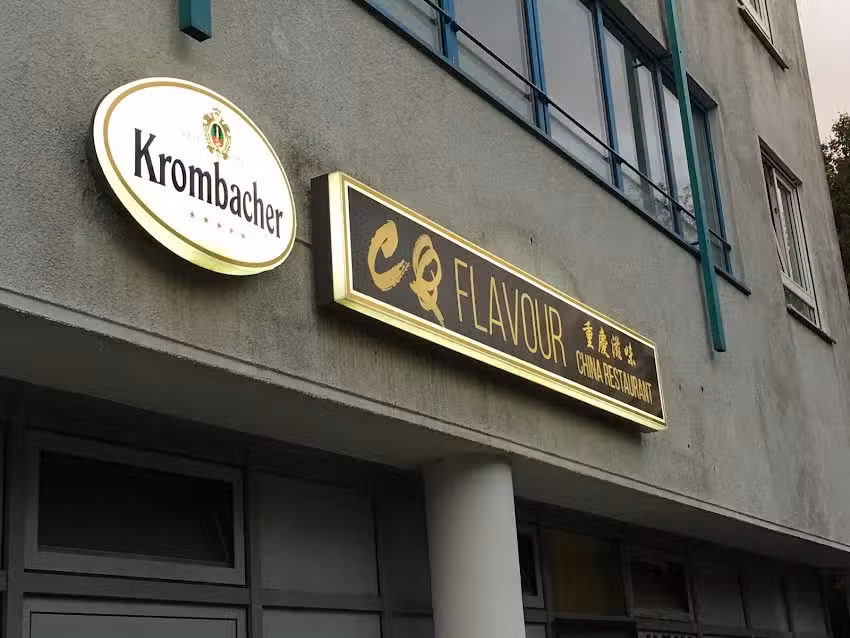 Krombacher
CQ FLAVOUR
重慶滋味
CHINA RESTAURANT